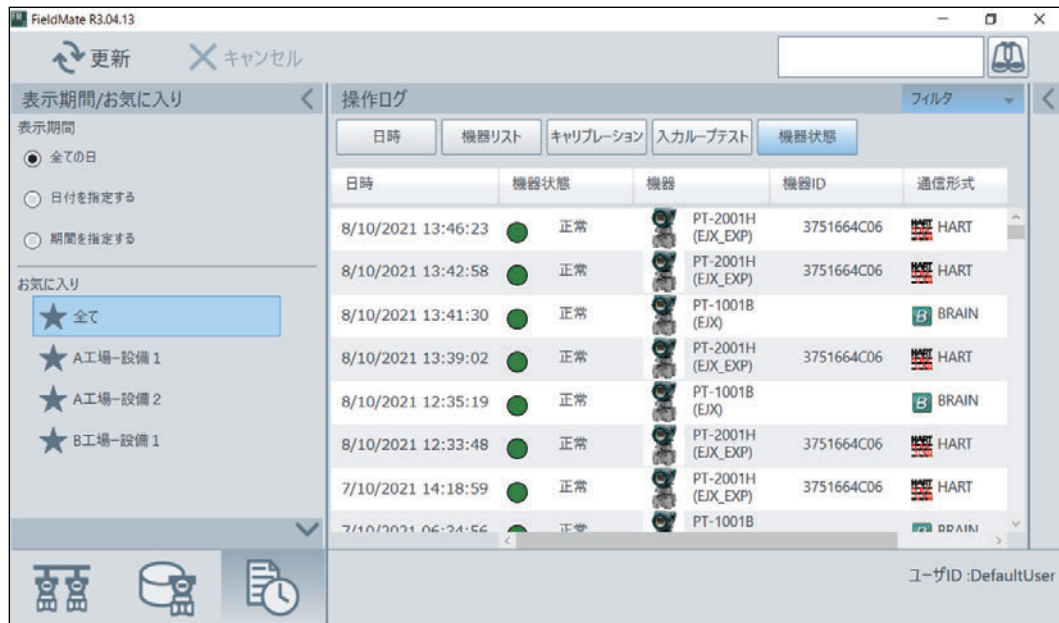 FieldMate R3.04.13
更新 キャンセル
表示期間/お気に入り
表示期間
全ての日
日付を指定する
期間を指定する
お気に入り
全て
A工場-設備1
A工場-設備2
B工場-設備1
操作ログ フィルタ
日時 機器リスト キャリブレーション 入力ループテスト 機器状態
日時 機器状態 機器 機器ID 通信形式
8/10/2021 13:46:23 正常 PT-2001H (EJX_EXP) 3751664C06 HART
8/10/2021 13:42:58 正常 PT-2001H (EJX_EXP) 3751664C06 HART
8/10/2021 13:41:30 正常 PT-1001B (EJX) BRAIN
8/10/2021 13:39:02 正常 PT-2001H (EJX_EXP) 3751664C06 HART
8/10/2021 12:35:19 正常 PT-1001B (EJX) BRAIN
8/10/2021 12:33:48 正常 PT-2001H (EJX_EXP) 3751664C06 HART
7/10/2021 14:18:59 正常 PT-2001H (EJX_EXP) 3751664C06 HART
7/10/2021 06:34:56 正常 PT-1001B BRAIN
ユーザID :DefaultUser